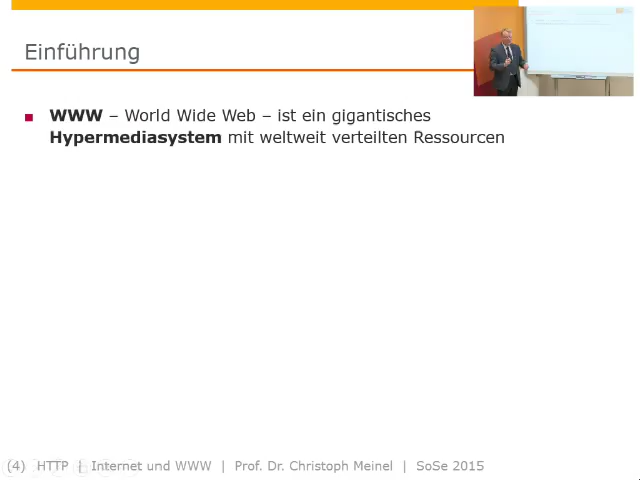 Einführung
■ WWW – World Wide Web – ist ein gigantisches
Hypermediasystem mit weltweit verteilten Ressourcen
(4) HTTP | Internet und WWW | Prof. Dr. Christoph Meinel | SoSe 2015